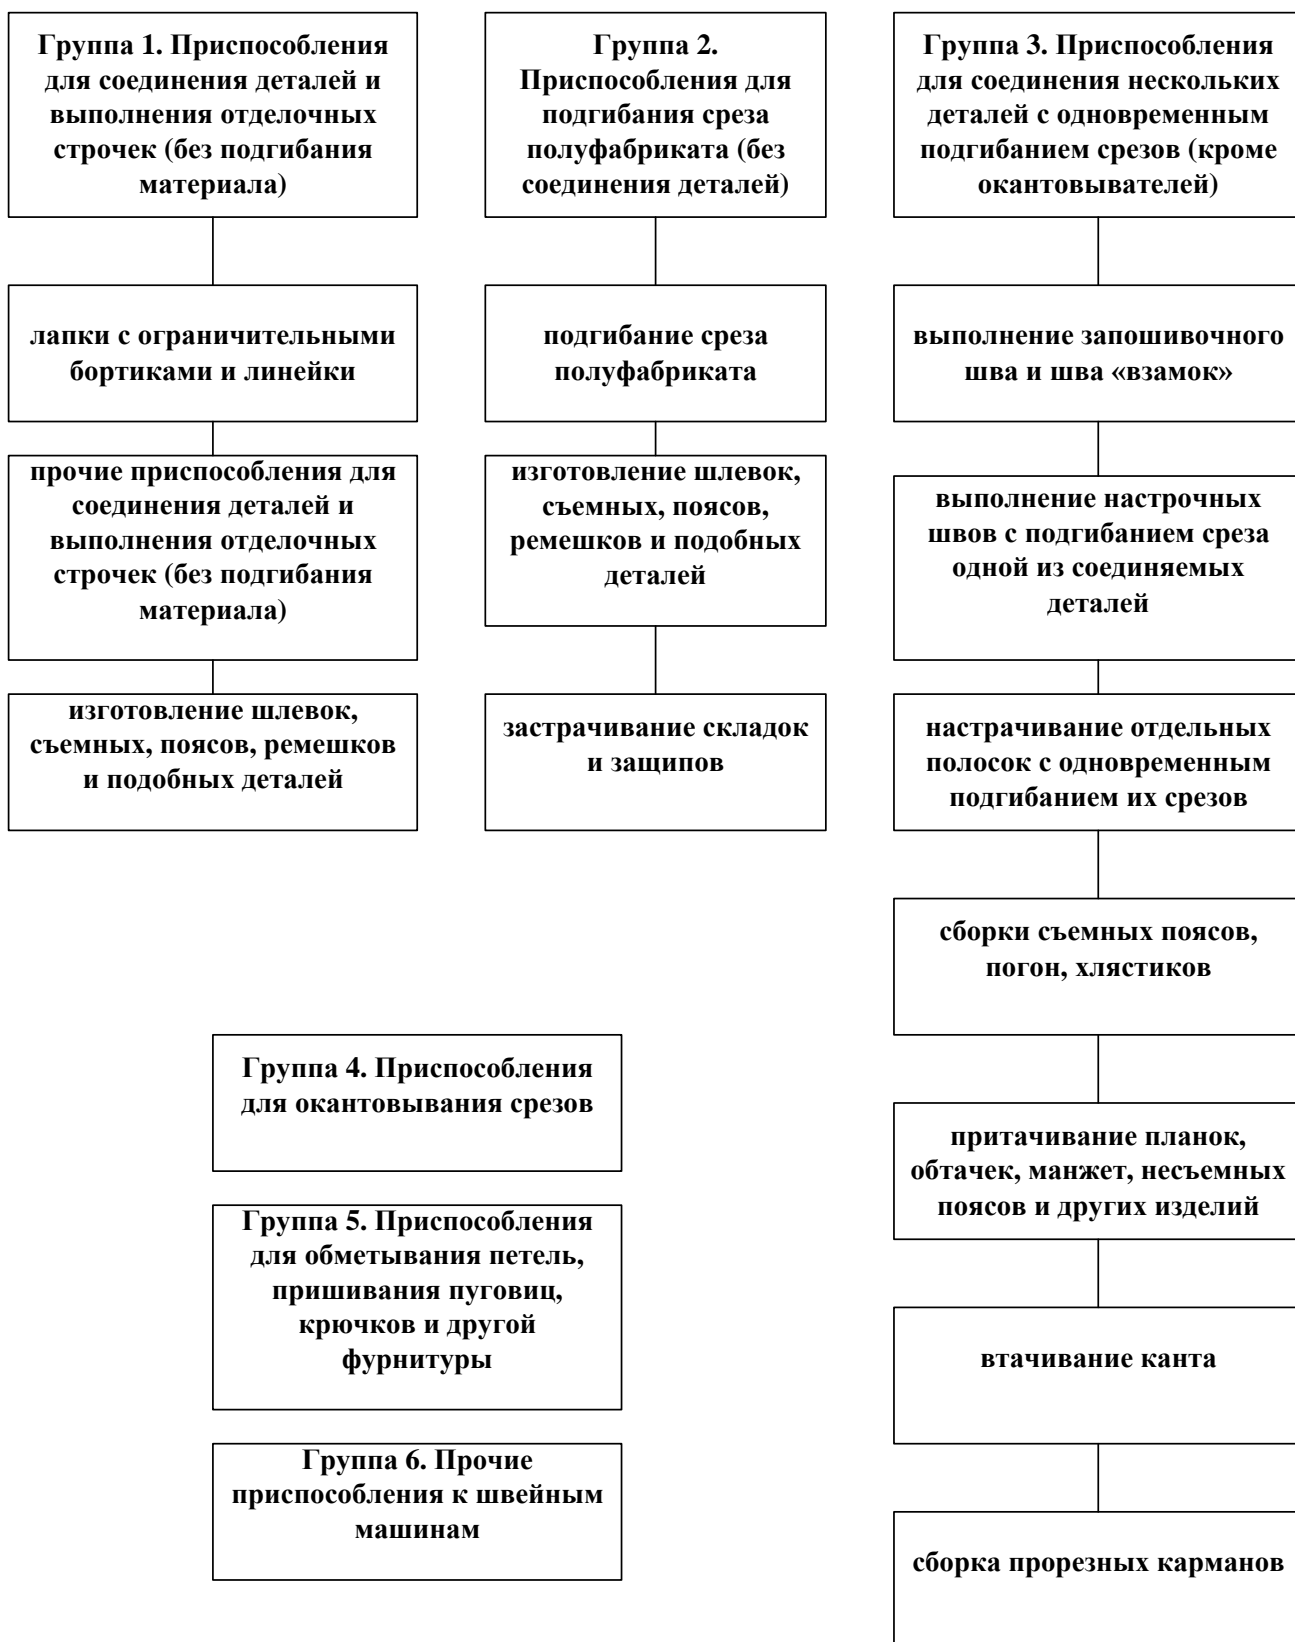 Группа 1. Приспособления
для соединения деталей и
выполнения отделочных
строчек (без подгибания
материала)
лапки с ограничительными
бортиками и линейки
прочие приспособления для
соединения деталей и
выполнения отделочных
строчек (без подгибания
материала)
изготовление шлевок,
съемных, поясов, ремешков
и подобных деталей
Группа 2.
Приспособления для
подгибания среза
полуфабриката (без
соединения деталей)
подгибание среза
полуфабриката
изготовление шлевок,
съемных, поясов,
ремешков и подобных
деталей
застрачивание складок
и защипов
Группа 3. Приспособления
для соединения нескольких
деталей с одновременным
подгибанием срезов (кроме
окантовывателей)
выполнение запошивочного
шва и шва «взамок»
выполнение настрочных
швов с подгибанием среза
одной из соединяемых
деталей
настрачивание отдельных
полосок с одновременным
подгибанием их срезов
сборки съемных поясов,
погон, хлястиков
притачивание планок,
обтачек, манжет, несъемных
поясов и других изделий
втачивание канта
сборка прорезных карманов
Группа 4. Приспособления
для окантовывания срезов
Группа 5. Приспособления
для обметывания петель,
пришивания пуговиц,
крючков и другой
фурнитуры
Группа 6. Прочие
приспособления к швейным
машинам